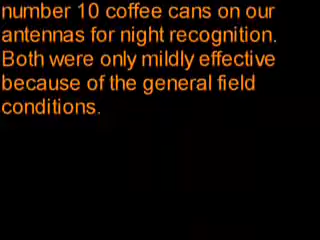 number 10 coffee cans on our
antennas for night recognition.
Both were only mildly effective
because of the general field
conditions.